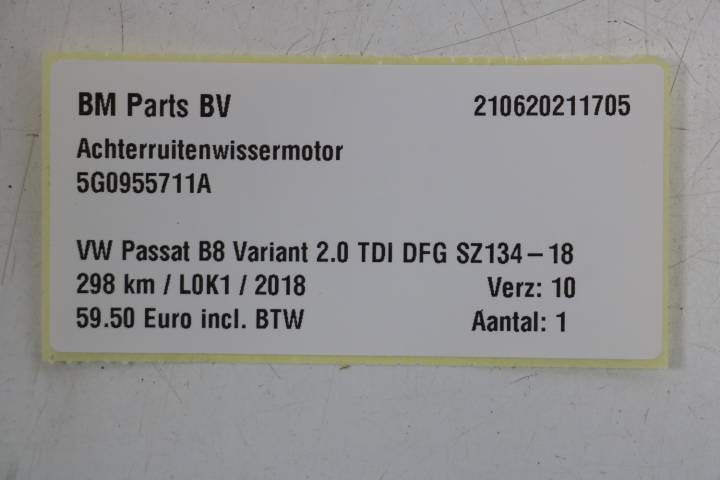 BM Parts BV 210620211705
Achterruitenwissermotor
5G0955711A
VW Passat B8 Variant 2.0 TDI DFG SZ134-18
298 km / L0K1 / 2018 Verz: 10
59.50 Euro incl. BTW Aantal: 1